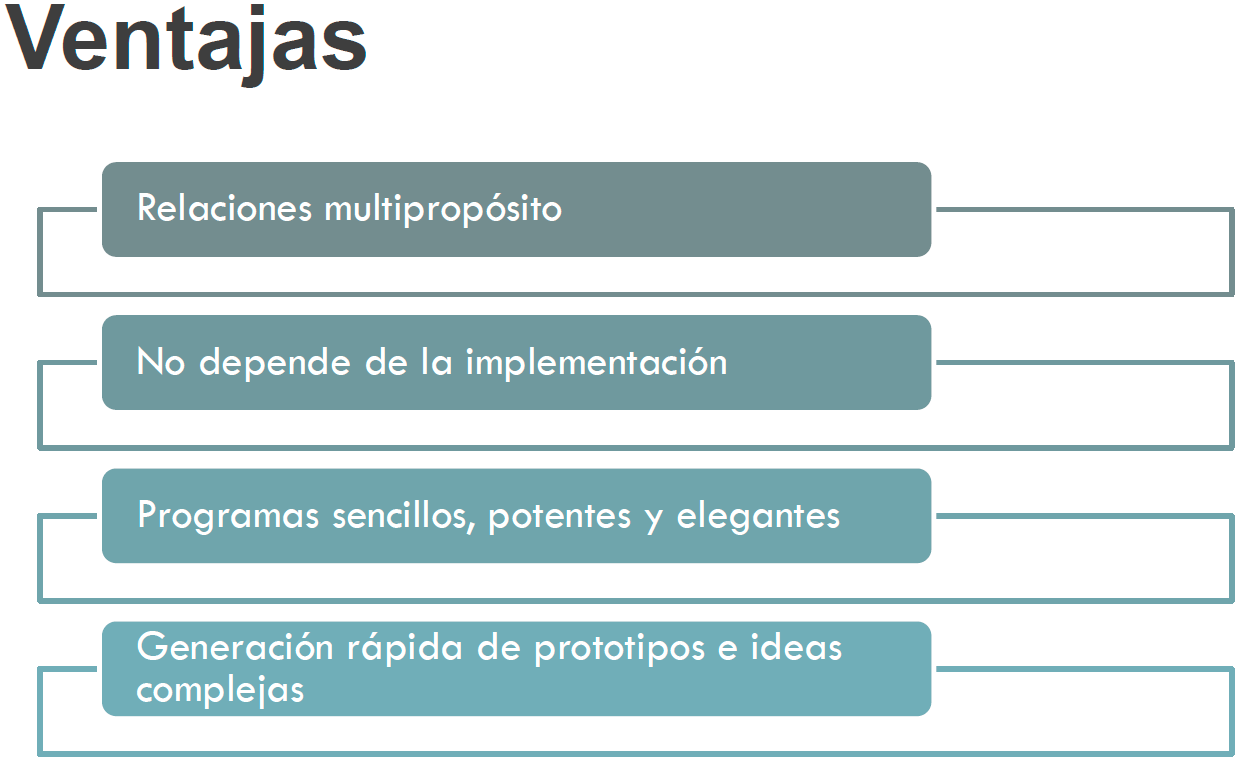 Ventajas
Relaciones multipropósito
No depende de la implementación
Programas sencillos, potentes y elegantes
Generación rápida de prototipos e ideas
complejas